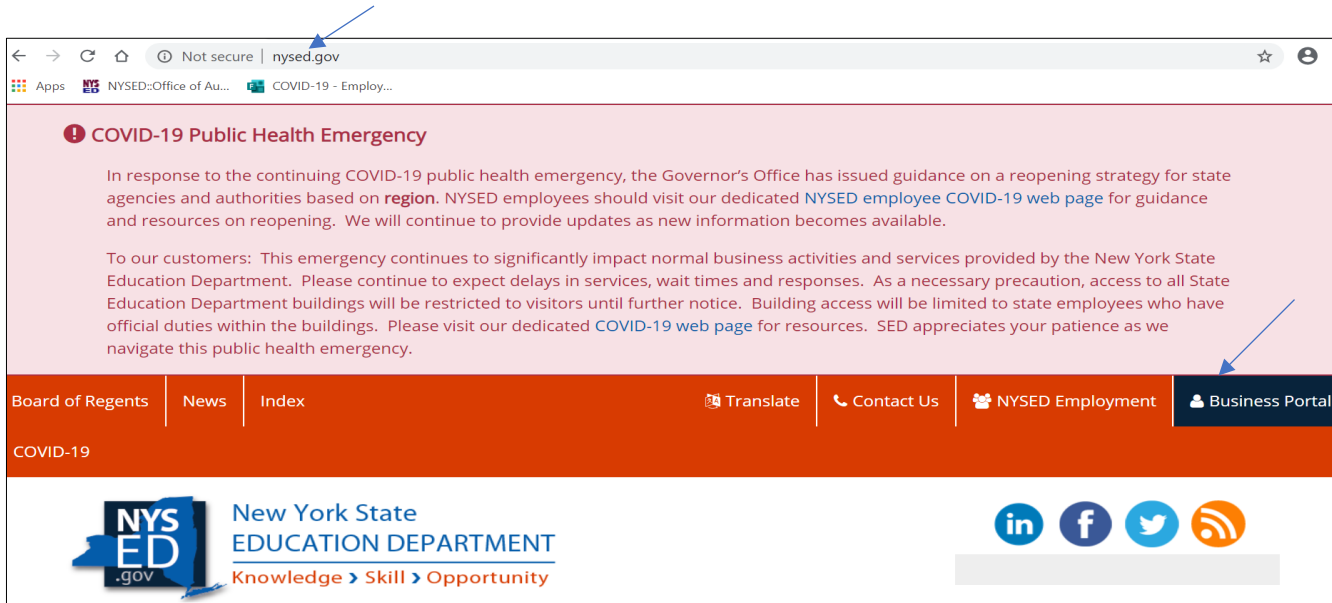 Not secure | nysed.gov
Apps NYSED::Office of Au... COVID-19 - Employ...
COVID-19 Public Health Emergency
In response to the continuing COVID-19 public health emergency, the Governor's Office has issued guidance on a reopening strategy for state
agencies and authorities based on region. NYSED employees should visit our dedicated NYSED employee COVID-19 web page for guidance
and resources on reopening. We will continue to provide updates as new information becomes available.
To our customers: This emergency continues to significantly impact normal business activities and services provided by the New York State
Education Department. Please continue to expect delays in services, wait times and responses. As a necessary precaution, access to all State
Education Department buildings will be restricted to visitors until further notice. Building access will be limited to state employees who have
official duties within the buildings. Please visit our dedicated COVID-19 web page for resources. SED appreciates your patience as we
navigate this public health emergency.
Board of Regents News Index Translate Contact Us NYSED Employment Business Portal
COVID-19
NYS
ED
.gov
New York State
EDUCATION DEPARTMENT
Knowledge > Skill > Opportunity